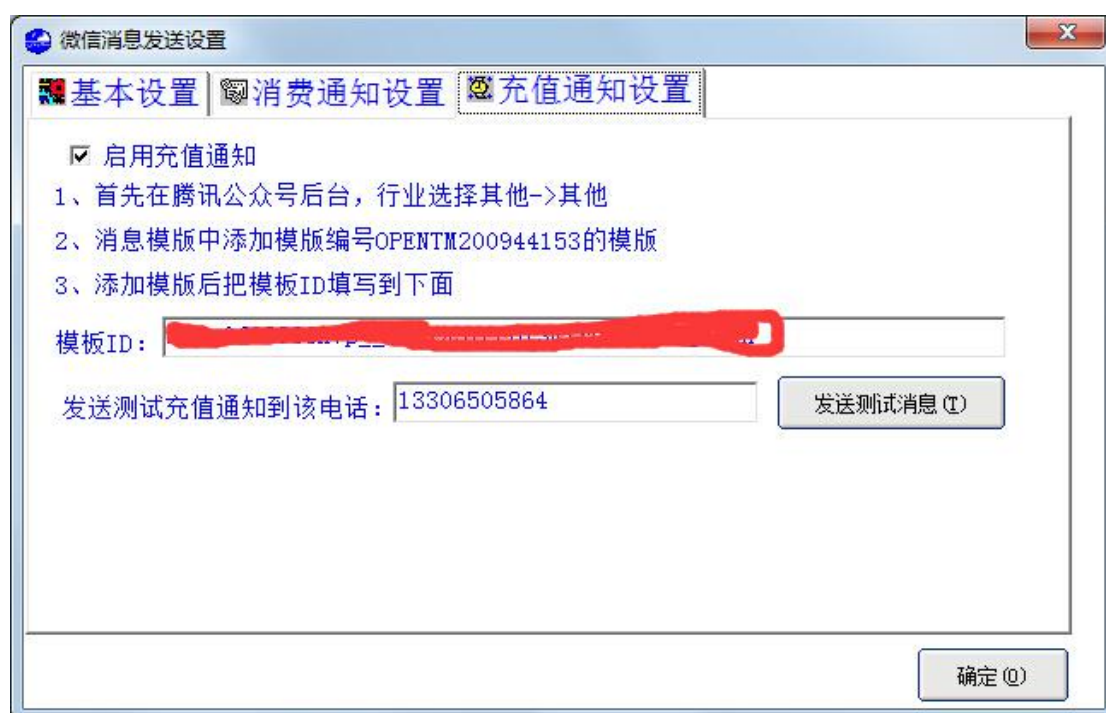 微信消息发送设置
基本设置 消费通知设置 充值通知设置
启用充值通知
1、首先在腾讯公众号后台，行业选择其他->其他
2、消息模版中添加模版编号OPENTM200944153的模版
3、添加模版后把模板ID填写到下面
模板ID：
发送测试充值通知到该电话：13306505864 发送测试消息(T)
确定(O)